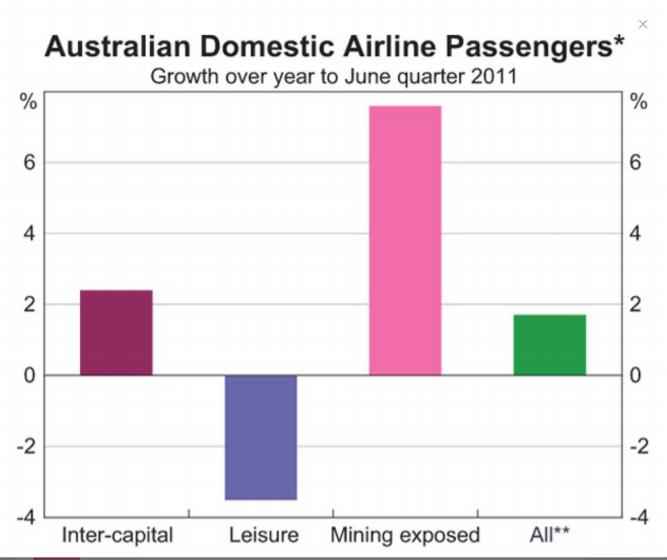 Australian Domestic Airline Passengers*
Growth over year to June quarter 2011
% %
6 6
4 4
2 2
0 0
-2 -2
-4 -4
Inter-capital Leisure Mining exposed All**